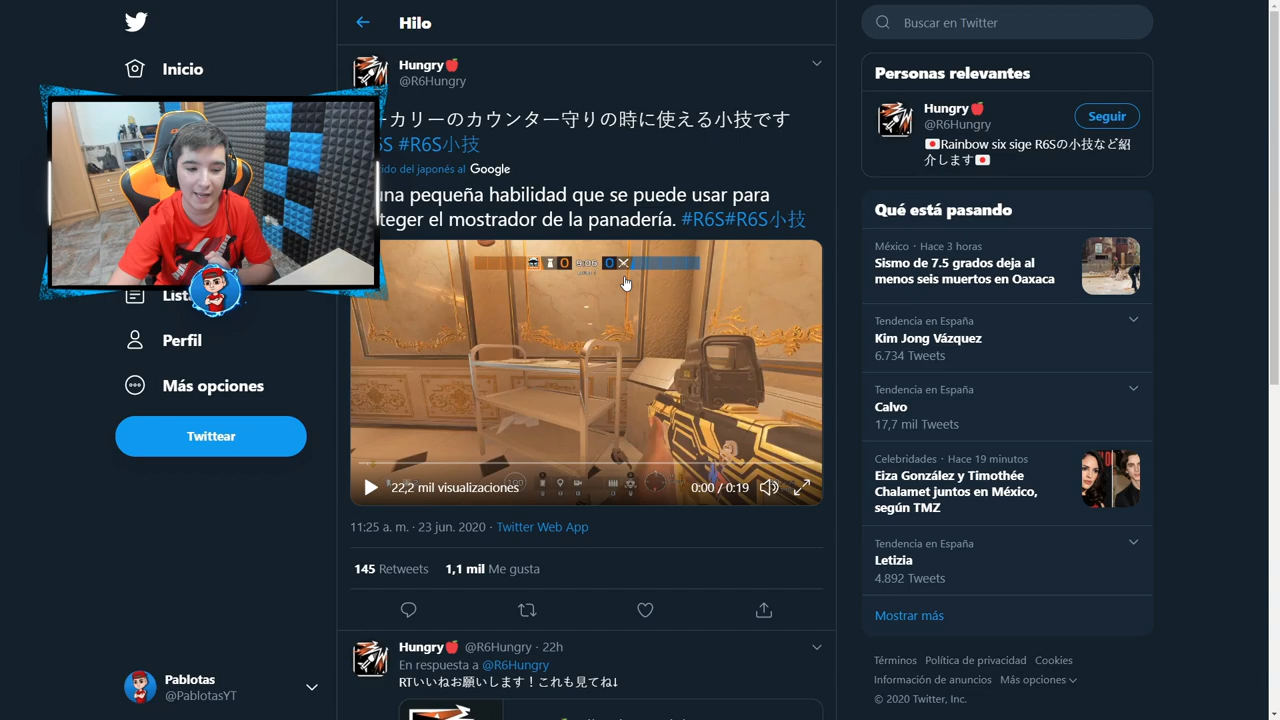 Hilo
Buscar en Twitter
Inicio
Hungry
@R6Hungry
Personas relevantes
Hungry
@R6Hungry
Seguir
Rainbow six sige R6Sの小技など紹
介します
ーカリーのカウンター守りの時に使える小技です
#R6S小技
del japonés al Google
una pequeña habilidad que se puede usar para
el mostrador de la panadería. #R6S#R6S小技
Qué está pasando
México · Hace 3 horas
Sismo de 7.5 grados deja al
menos seis muertos en Oaxaca
Tendencia en España
Kim Jong Vázquez
6.734 Tweets
Tendencia en España
Calvo
17,7 mil Tweets
Celebridades · Hace 19 minutos
Eiza González y Timothée
Chalamet juntos en México,
según TMZ
Tendencia en España
Letizia
4.892 Tweets
Mostrar más
0 9:06 0
Perfil
Más opciones
Twittear
22,2 mil visualizaciones
0:00 / 0:19
11:25 a. m. · 23 jun. 2020 · Twitter Web App
145 Retweets 1,1 mil Me gusta
Hungry @R6Hungry · 22h
En respuesta a @R6Hungry
RTいいねお願いします！これも見てね↓
Pablotas
@PablotasYT
Términos Política de privacidad Cookies
Información de anuncios Más opciones
© 2020 Twitter, Inc.